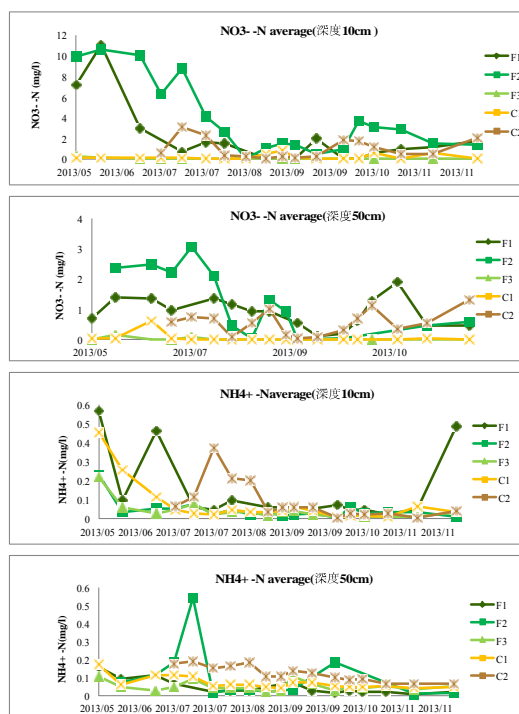 NO3- -N average(深度10cm )
NO3- -N (mg/l)
12
10
8
6
4
2
0
2013/05 2013/06 2013/07 2013/07 2013/08 2013/09 2013/09 2013/10 2013/11 2013/11
F1
F2
F3
C1
C2
NO3- -N average(深度50cm)
NO3- -N (mg/l)
4
3
2
1
0
2013/05 2013/07 2013/09 2013/10
F1
F2
F3
C1
C2
NH4+ -Naverage(深度10cm)
NH4+ -N(mg/l)
0.6
0.5
0.4
0.3
0.2
0.1
0
2013/05 2013/06 2013/07 2013/07 2013/08 2013/09 2013/09 2013/10 2013/11 2013/11
F1
F2
F3
C1
C2
NH4+ -N average(深度50cm)
NH4+ -N(mg/l)
0.6
0.5
0.4
0.3
0.2
0.1
0
2013/05 2013/06 2013/07 2013/07 2013/08 2013/09 2013/09 2013/10 2013/11 2013/11
F1
F2
F3
C1
C2